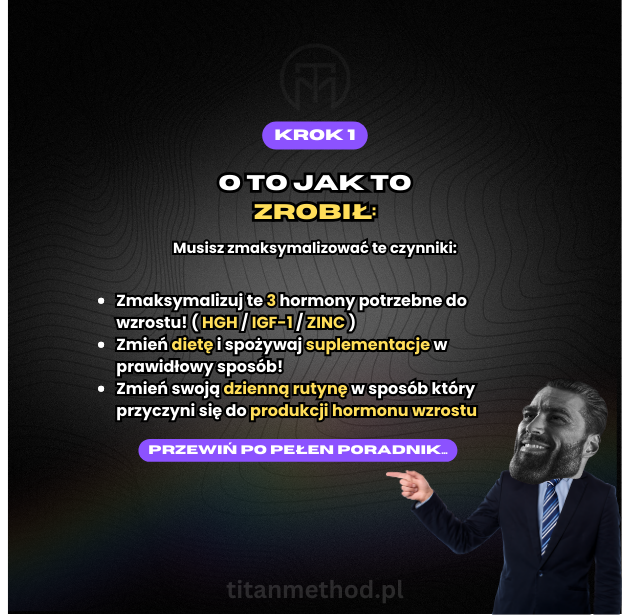 KROK 1
O TO JAK TO
ZROBIŁ:
Musisz zmaksymalizować te czynniki:
• Zmaksymalizuj te 3 hormony potrzebne do
wzrostu! ( HGH / IGF-1 / ZINC )
• Zmień dietę i spożywaj suplementacje w
prawidłowy sposób!
• Zmień swoją dzienną rutynę w sposób który
przyczyni się do produkcji hormonu wzrostu
PRZEWIŃ PO PEŁEN PORADNIK...
titanmethod.pl